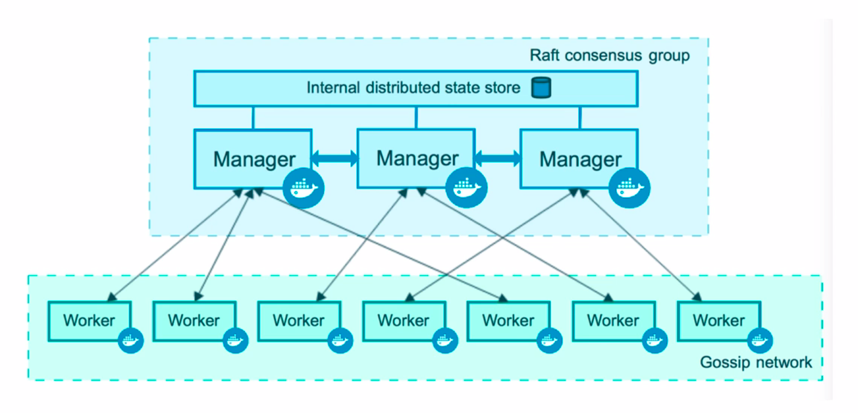 Raft consensus group
Internal distributed state store
Manager
Manager
Manager
Worker
Worker
Worker
Worker
Worker
Worker
Worker
Gossip network